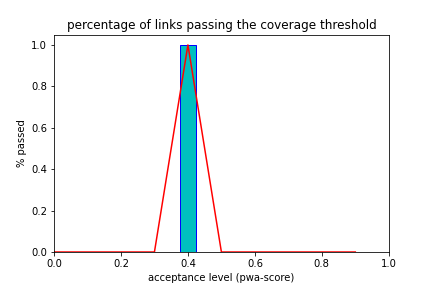 percentage of links passing the coverage threshold
1.0
0.8
0.6
0.4
0.2
0.0
% passed
0.0 0.2 0.4 0.6 0.8 1.0
acceptance level (pwa-score)